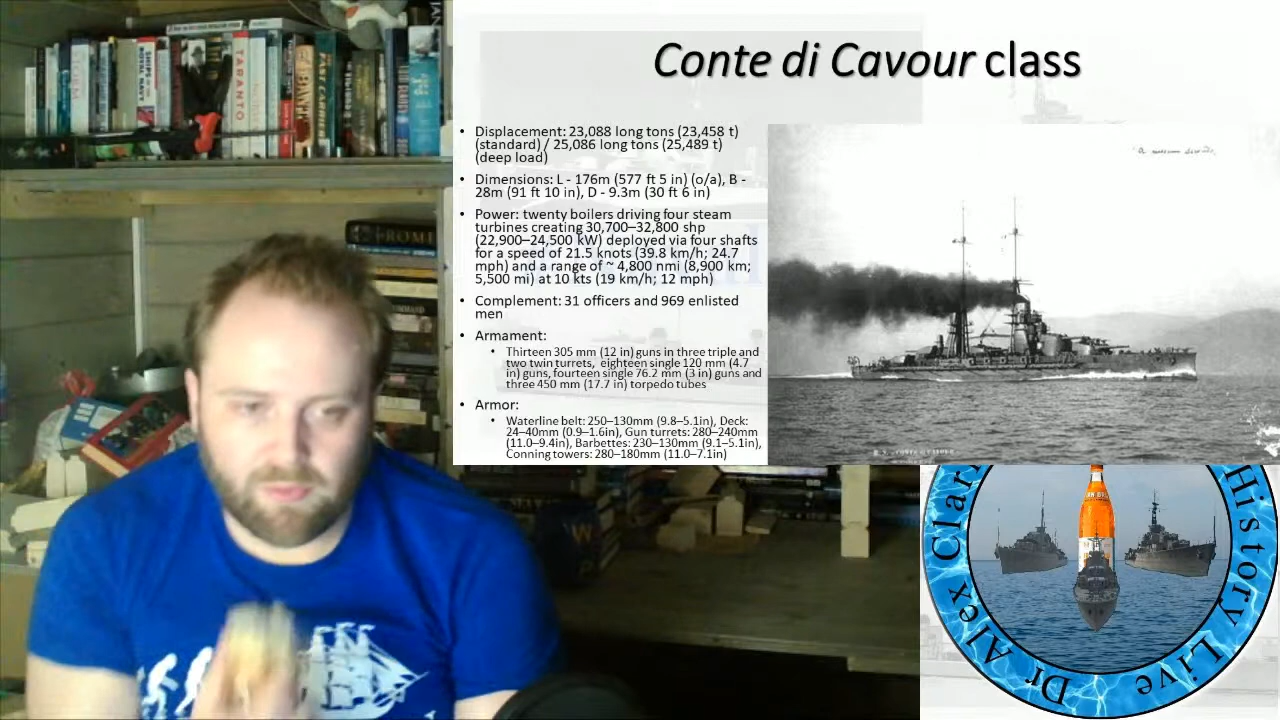 Conte di Cavour class
Displacement: 23,088 long tons (23,458 t)
(standard) / 25,086 long tons (25,489 t)
(deep load)
Dimensions: L - 176m (577 ft 5 in) (o/a), B -
28m (91 ft 10 in), D - 9.3m (30 ft 6 in)
Power: twenty boilers driving four steam
turbines creating 30,700–32,800 shp
(22,900–24,500 kW) deployed via four shafts
for a speed of 21.5 knots (39.8 km/h; 24.7
mph) and a range of ~ 4,800 nmi (8,900 km;
5,500 mi) at 10 kts (19 km/h; 12 mph)
Complement: 31 officers and 969 enlisted
men
Armament:
Thirteen 305 mm (12 in) guns in three triple and
two twin turrets, eighteen single 120 mm (4.7
in) guns, fourteen single 76.2 mm (3 in) guns and
three 450 mm (17.7 in) torpedo tubes
Armor:
Waterline belt: 250–130mm (9.8–5.1in), Deck:
24–40mm (0.9–1.6in), Gun turrets: 280–240mm
(11.0–9.4in), Barbettes: 230–130mm (9.1–5.1in),
Conning towers: 280–180mm (11.0–7.1in)
TARANTO
Dr Alex Clar
History Live